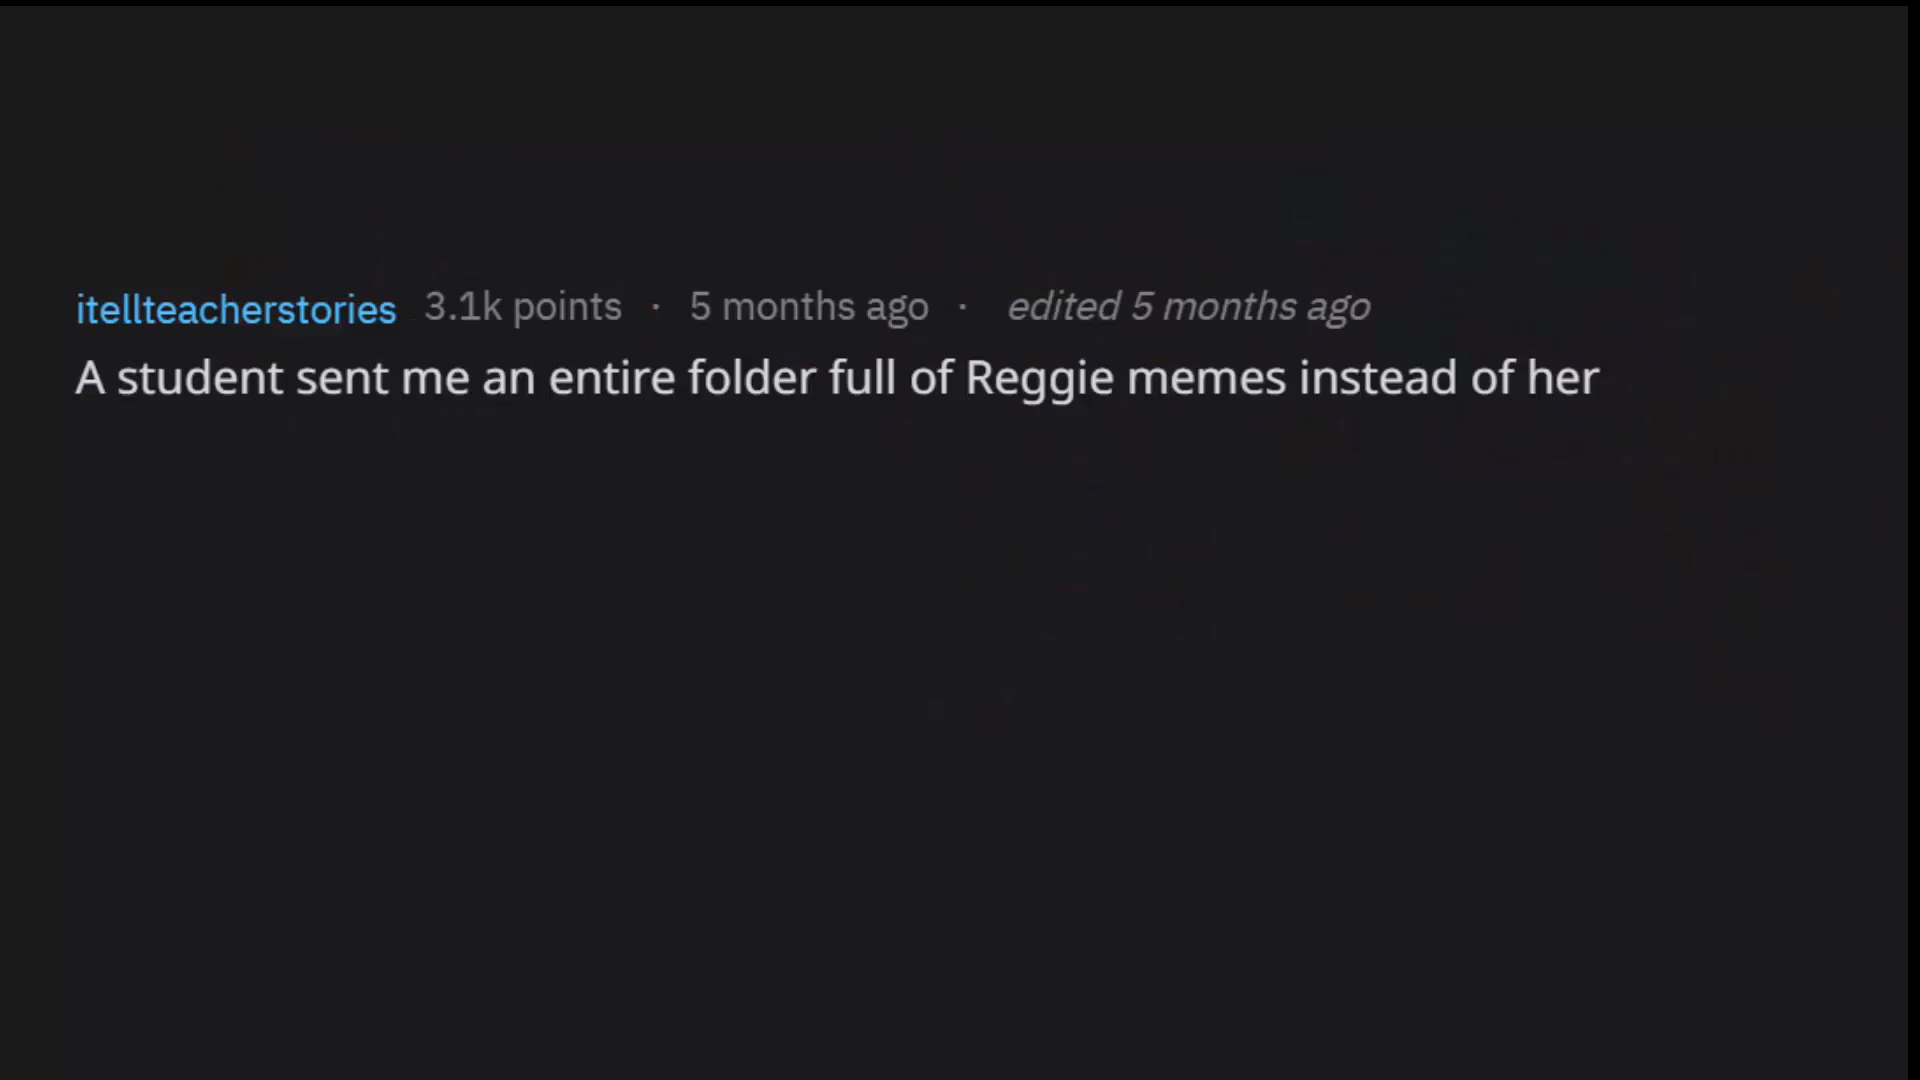 itellteacherstories 3.1k points · 5 months ago · edited 5 months ago
A student sent me an entire folder full of Reggie memes instead of her